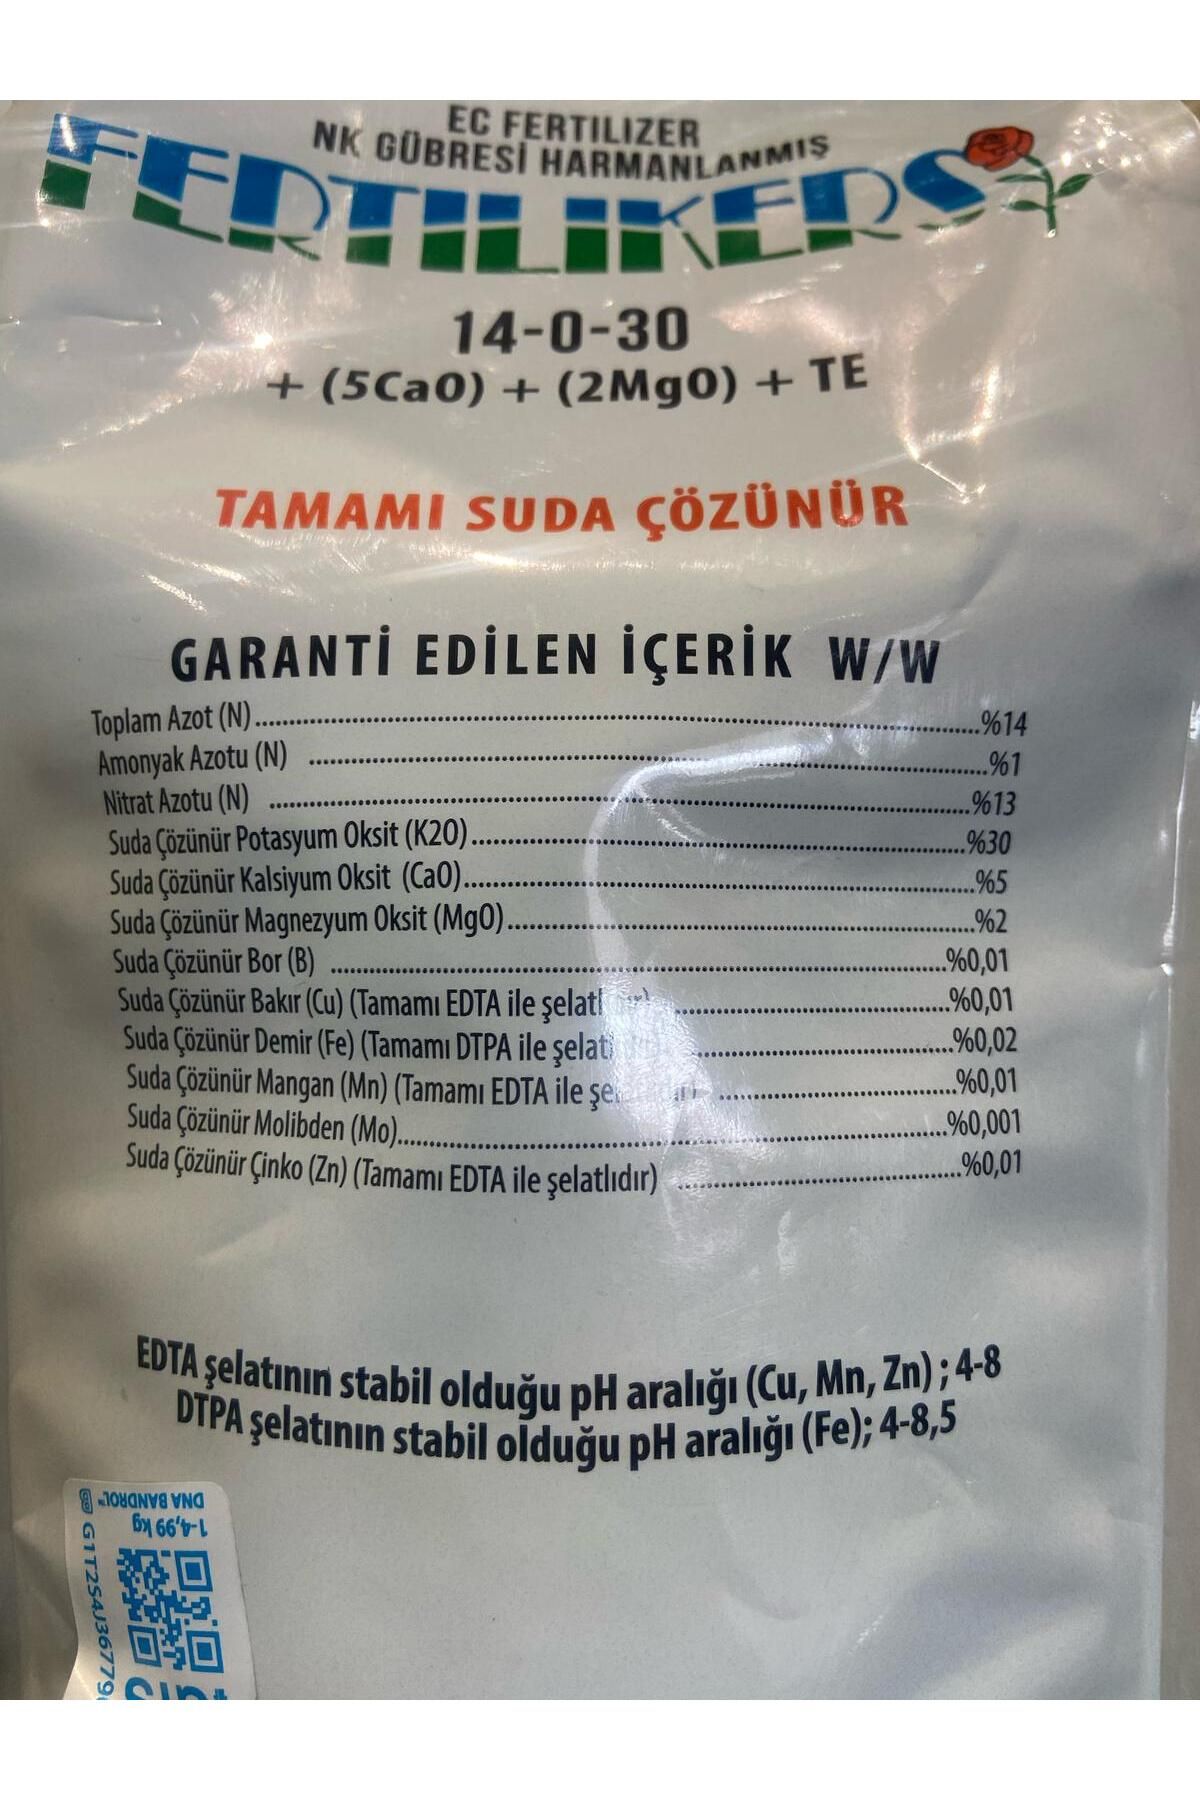 EC FERTILIZER
NK GÜBRESİ HARMANLANMIŞ
FERTILIKERS
14-0-30
+ (5CaO) + (2MgO) + TE
TAMAMI SUDA ÇÖZÜNÜR
GARANTİ EDİLEN İÇERİK W/W
Toplam Azot (N)..........%14
Amonyak Azotu (N) ..........%1
Nitrat Azotu (N) ..........%13
Suda Çözünür Potasyum Oksit (K2O)..........%30
Suda Çözünür Kalsiyum Oksit (CaO)..........%5
Suda Çözünür Magnezyum Oksit (MgO)..........%2
Suda Çözünür Bor (B) ..........%0,01
Suda Çözünür Bakır (Cu) (Tamamı EDTA ile ..........%0,01
Suda Çözünür Demir (Fe) (Tamamı DTPA ile ..........%0,02
Suda Çözünür Mangan (Mn) (Tamamı EDTA ile ..........%0,01
Suda Çözünür Molibden (Mo)..........%0,001
Suda Çözünür Çinko (Zn) (Tamamı EDTA ile şelatlıdır) ..........%0,01
EDTA şelatının stabil olduğu pH aralığı (Cu, Mn, Zn) ; 4-8
DTPA şelatının stabil olduğu pH aralığı (Fe); 4-8,5
DNA BANDROL™
1-4,99 kg